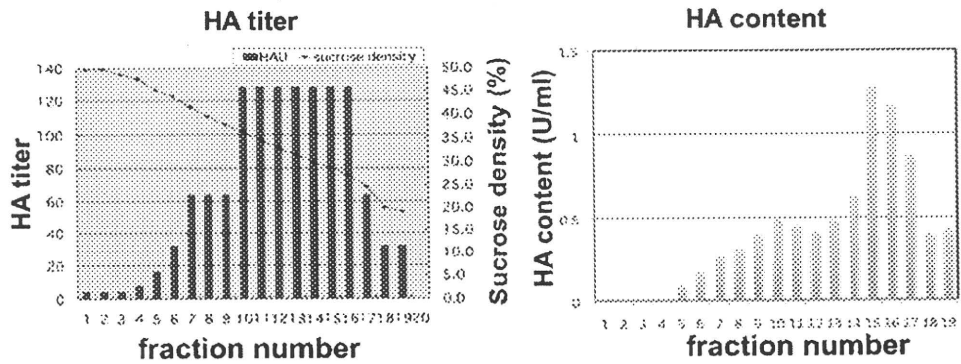 HA titer
HAU sucrose density
140
120
100
80
60
40
20
0
HA titer
50.0
45.0
40.0
35.0
30.0
25.0
20.0
15.0
10.0
5.0
0.0
Sucrose density (%)
1 2 3 4 5 6 7 8 9 10 11 12 13 14 15 16 17 18 19 20
fraction number
HA content
1.5
1
0.5
0
HA content (U/ml)
1 2 3 4 5 6 7 8 9 10 11 12 13 14 15 16 17 18 19
fraction number